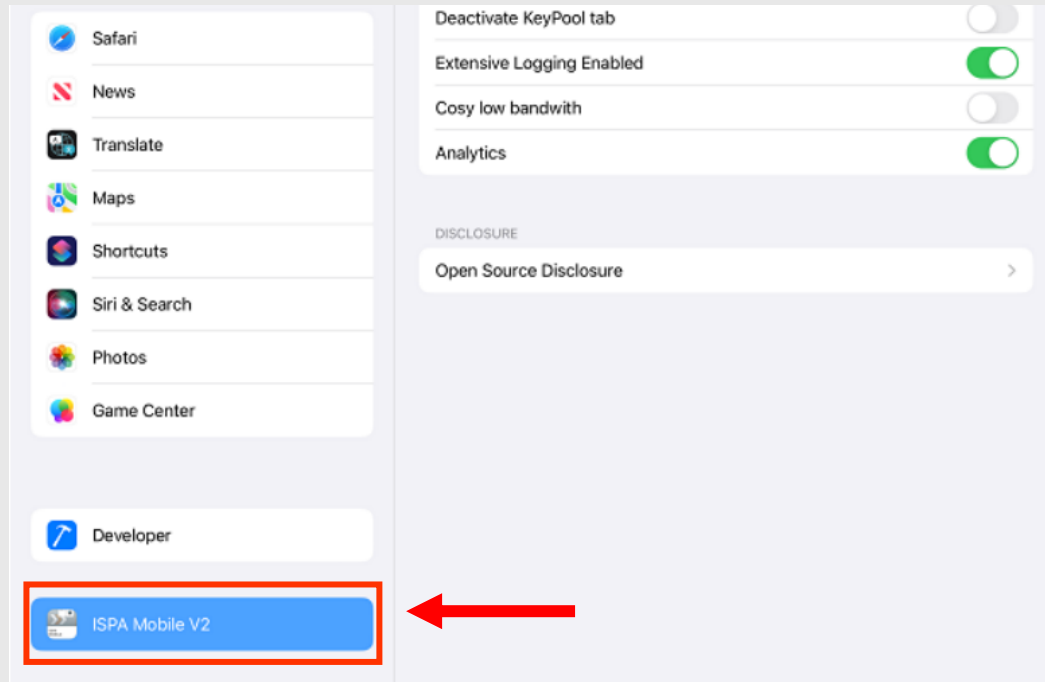 Safari
News
Translate
Maps
Shortcuts
Siri & Search
Photos
Game Center
Developer
ISPA Mobile V2
Deactivate KeyPool tab
Extensive Logging Enabled
Cosy low bandwith
Analytics
DISCLOSURE
Open Source Disclosure